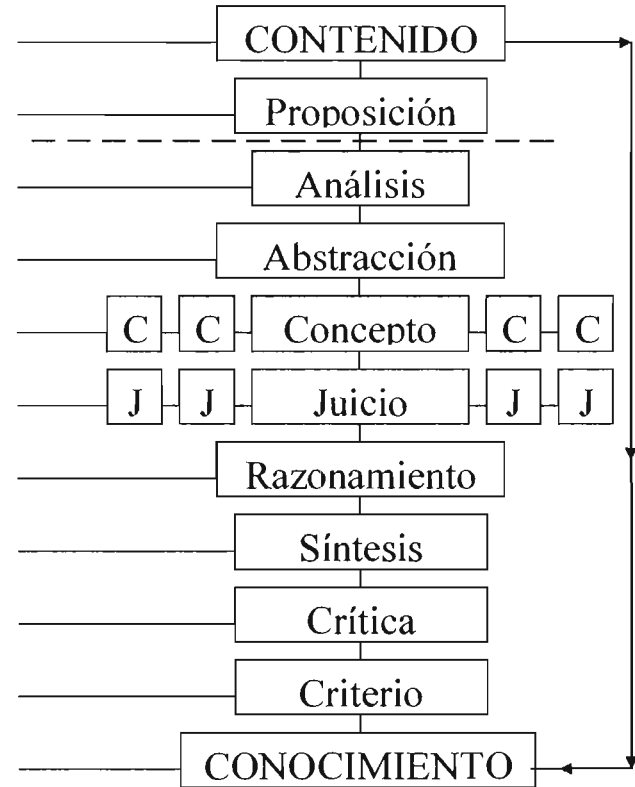 CONTENIDO
Proposición
Análisis
Abstracción
C C Concepto C C
J J Juicio J J
Razonamiento
Síntesis
Crítica
Criterio
CONOCIMIENTO